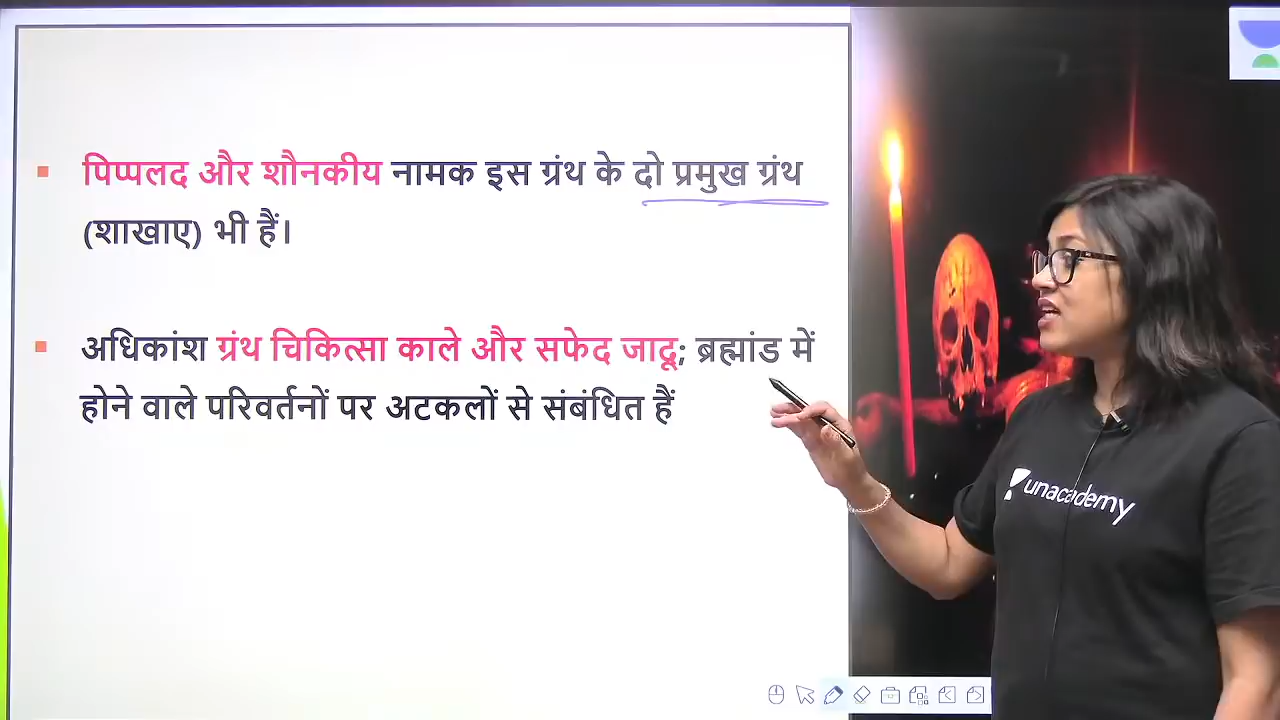 पिप्पलद और शौनकीय नामक इस ग्रंथ के दो प्रमुख ग्रंथ
(शाखाए) भी हैं।
अधिकांश ग्रंथ चिकित्सा काले और सफेद जादू; ब्रह्मांड में
होने वाले परिवर्तनों पर अटकलों से संबंधित हैं
unacademy